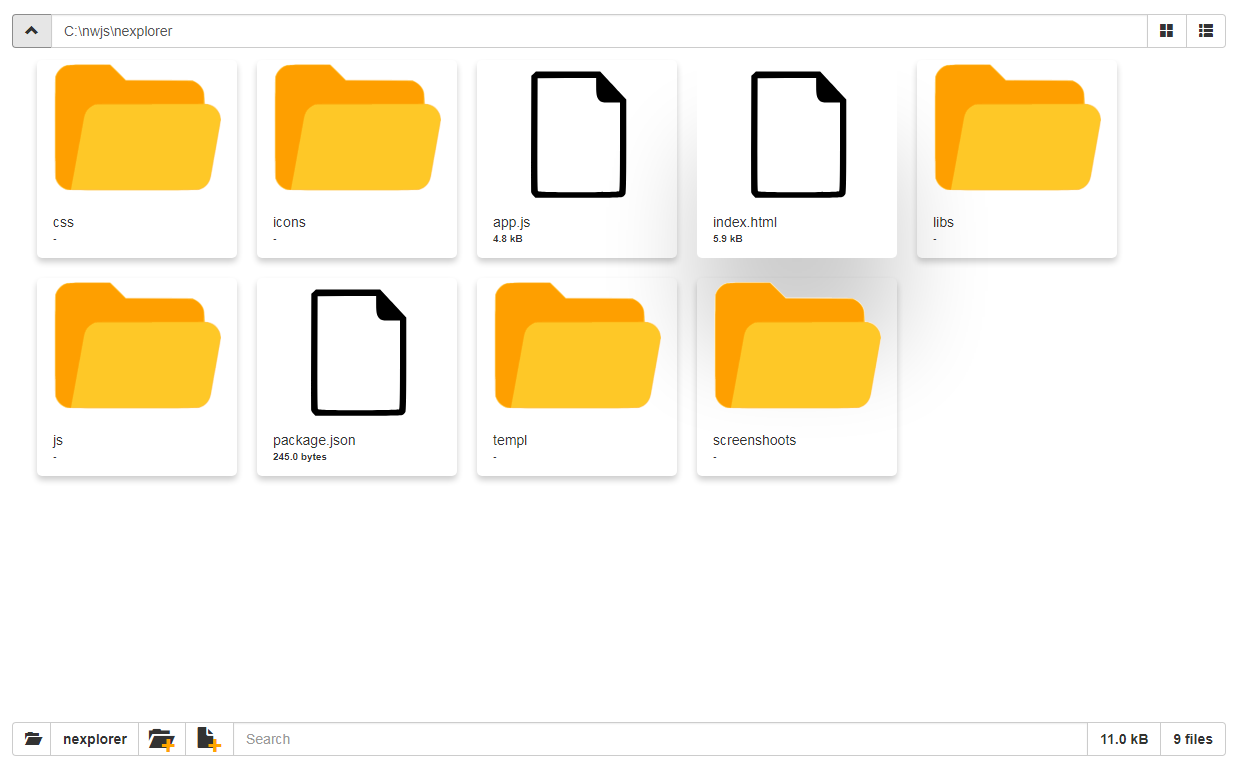 C:\nwjs\nexplorer
css
-
icons
-
app.js
4.8 kB
index.html
5.9 kB
libs
-
js
-
package.json
245.0 bytes
templ
-
screenshoots
-
nexplorer
Search
11.0 kB
9 files